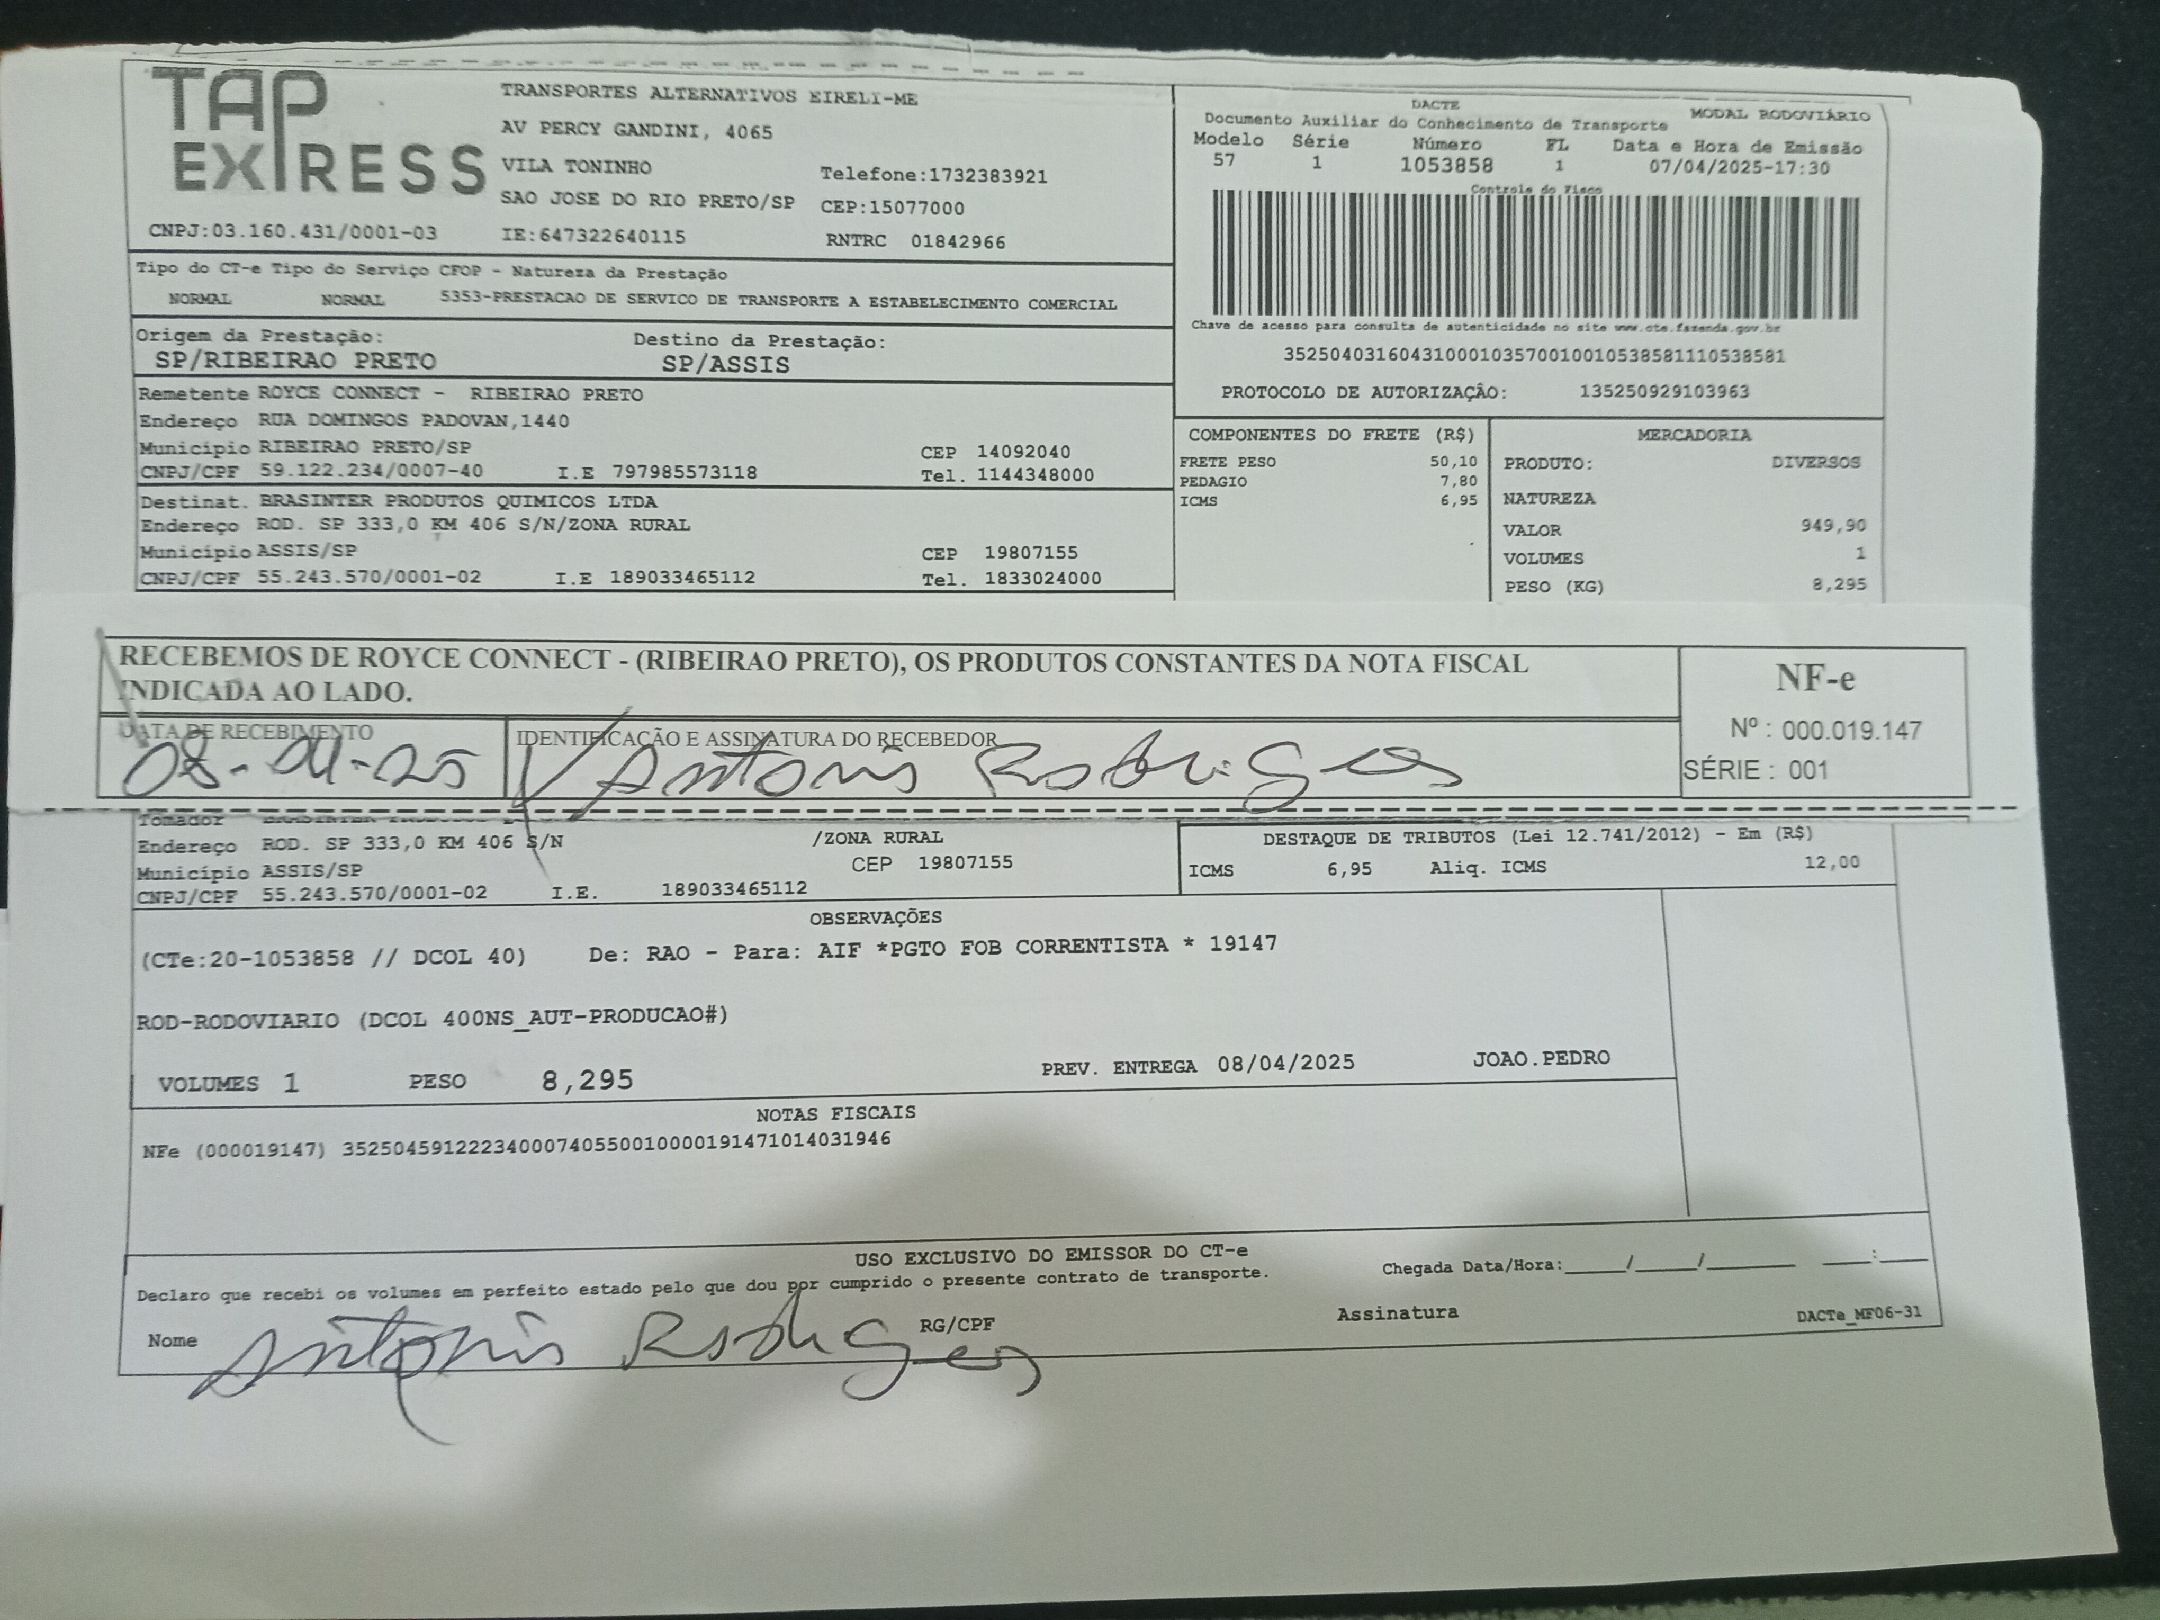 TAP EXPRESS
TRANSPORTES ALTERNATIVOS EIRELI-ME
AV PERCY GANDINI, 4065
VILA TONINHO Telefone:1732383921
SAO JOSE DO RIO PRETO/SP CEP:15077000
CNPJ:03.160.431/0001-03 IE:647322640115 RNTRC 01842966
DACTE MODAL RODOVIÁRIO
Documento Auxiliar do Conhecimento de Transporte
Modelo Série Número FL Data e Hora de Emissão
57 1 1053858 1 07/04/2025-17:30
Controle do Fisco
Chave de acesso para consulta de autenticidade no site www.cte.fazenda.gov.br
35250403160431000103570010010538581110538581
PROTOCOLO DE AUTORIZAÇÂO: 135250929103963
Tipo do CT-e Tipo do Serviço CFOP - Natureza da Prestação
NORMAL NORMAL 5353-PRESTACAO DE SERVICO DE TRANSPORTE A ESTABELECIMENTO COMERCIAL
Origem da Prestação: Destino da Prestação:
SP/RIBEIRAO PRETO SP/ASSIS
Remetente ROYCE CONNECT - RIBEIRAO PRETO
Endereço RUA DOMINGOS PADOVAN,1440
Município RIBEIRAO PRETO/SP CEP 14092040
CNPJ/CPF 59.122.234/0007-40 I.E 797985573118 Tel. 1144348000
Destinat. BRASINTER PRODUTOS QUIMICOS LTDA
Endereço ROD. SP 333,0 KM 406 S/N/ZONA RURAL
Município ASSIS/SP CEP 19807155
CNPJ/CPF 55.243.570/0001-02 I.E 189033465112 Tel. 1833024000
COMPONENTES DO FRETE (R$)
FRETE PESO 50,10
PEDAGIO 7,80
ICMS 6,95
MERCADORIA
PRODUTO: DIVERSOS
NATUREZA
VALOR 949,90
VOLUMES 1
PESO (KG) 8,295
RECEBEMOS DE ROYCE CONNECT - (RIBEIRAO PRETO), OS PRODUTOS CONSTANTES DA NOTA FISCAL
INDICADA AO LADO.
NF-e
Nº : 000.019.147
SÉRIE : 001
DATA DE RECEBIMENTO IDENTIFICAÇÃO E ASSINATURA DO RECEBEDOR
08-04-25 Antonio Rodrigues
Tomador
Endereço ROD. SP 333,0 KM 406 S/N /ZONA RURAL
Município ASSIS/SP CEP 19807155
CNPJ/CPF 55.243.570/0001-02 I.E. 189033465112
DESTAQUE DE TRIBUTOS (Lei 12.741/2012) - Em (R$)
ICMS 6,95 Aliq. ICMS 12,00
OBSERVAÇÕES
(CTe:20-1053858 // DCOL 40) De: RAO - Para: AIF *PGTO FOB CORRENTISTA * 19147
ROD-RODOVIARIO (DCOL 400NS_AUT-PRODUCAO#)
VOLUMES 1 PESO 8,295 PREV. ENTREGA 08/04/2025 JOAO.PEDRO
NOTAS FISCAIS
NFe (000019147) 35250459122234000740550010000191471014031946
USO EXCLUSIVO DO EMISSOR DO CT-e
Declaro que recebi os volumes em perfeito estado pelo que dou por cumprido o presente contrato de transporte. Chegada Data/Hora:_____/_____/_______ ____:____
Nome Antonio Rodrigues RG/CPF Assinatura DACTe_MF06-31